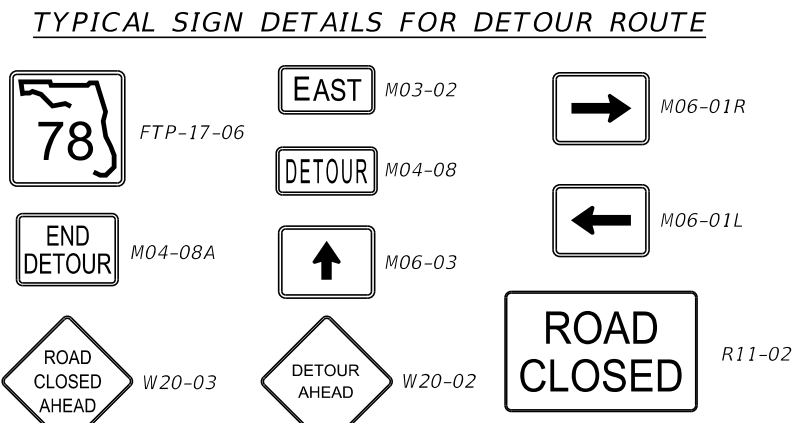 TYPICAL SIGN DETAILS FOR DETOUR ROUTE
78
FTP-17-06
EAST
M03-02
M06-01R
DETOUR
M04-08
END
DETOUR
M04-08A
M06-03
M06-01L
ROAD
CLOSED
AHEAD
W20-03
DETOUR
AHEAD
W20-02
ROAD
CLOSED
R11-02